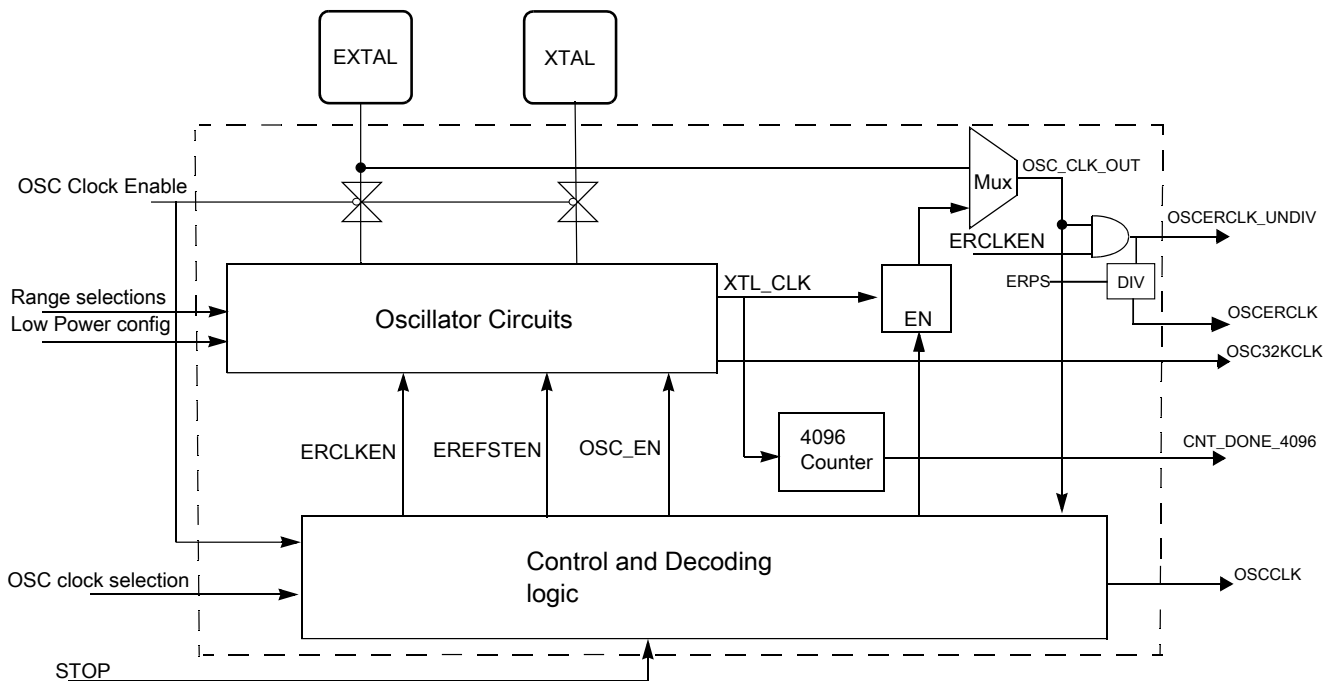 EXTAL
XTAL
OSC Clock Enable
Mux
OSC_CLK_OUT
ERCLKEN
OSCERCLK_UNDIV
ERPS
DIV
OSCERCLK
Range selections
Low Power config
Oscillator Circuits
XTL_CLK
EN
OSC32KCLK
ERCLKEN
EREFSTEN
OSC_EN
4096
Counter
CNT_DONE_4096
OSC clock selection
Control and Decoding
logic
OSCCLK
STOP